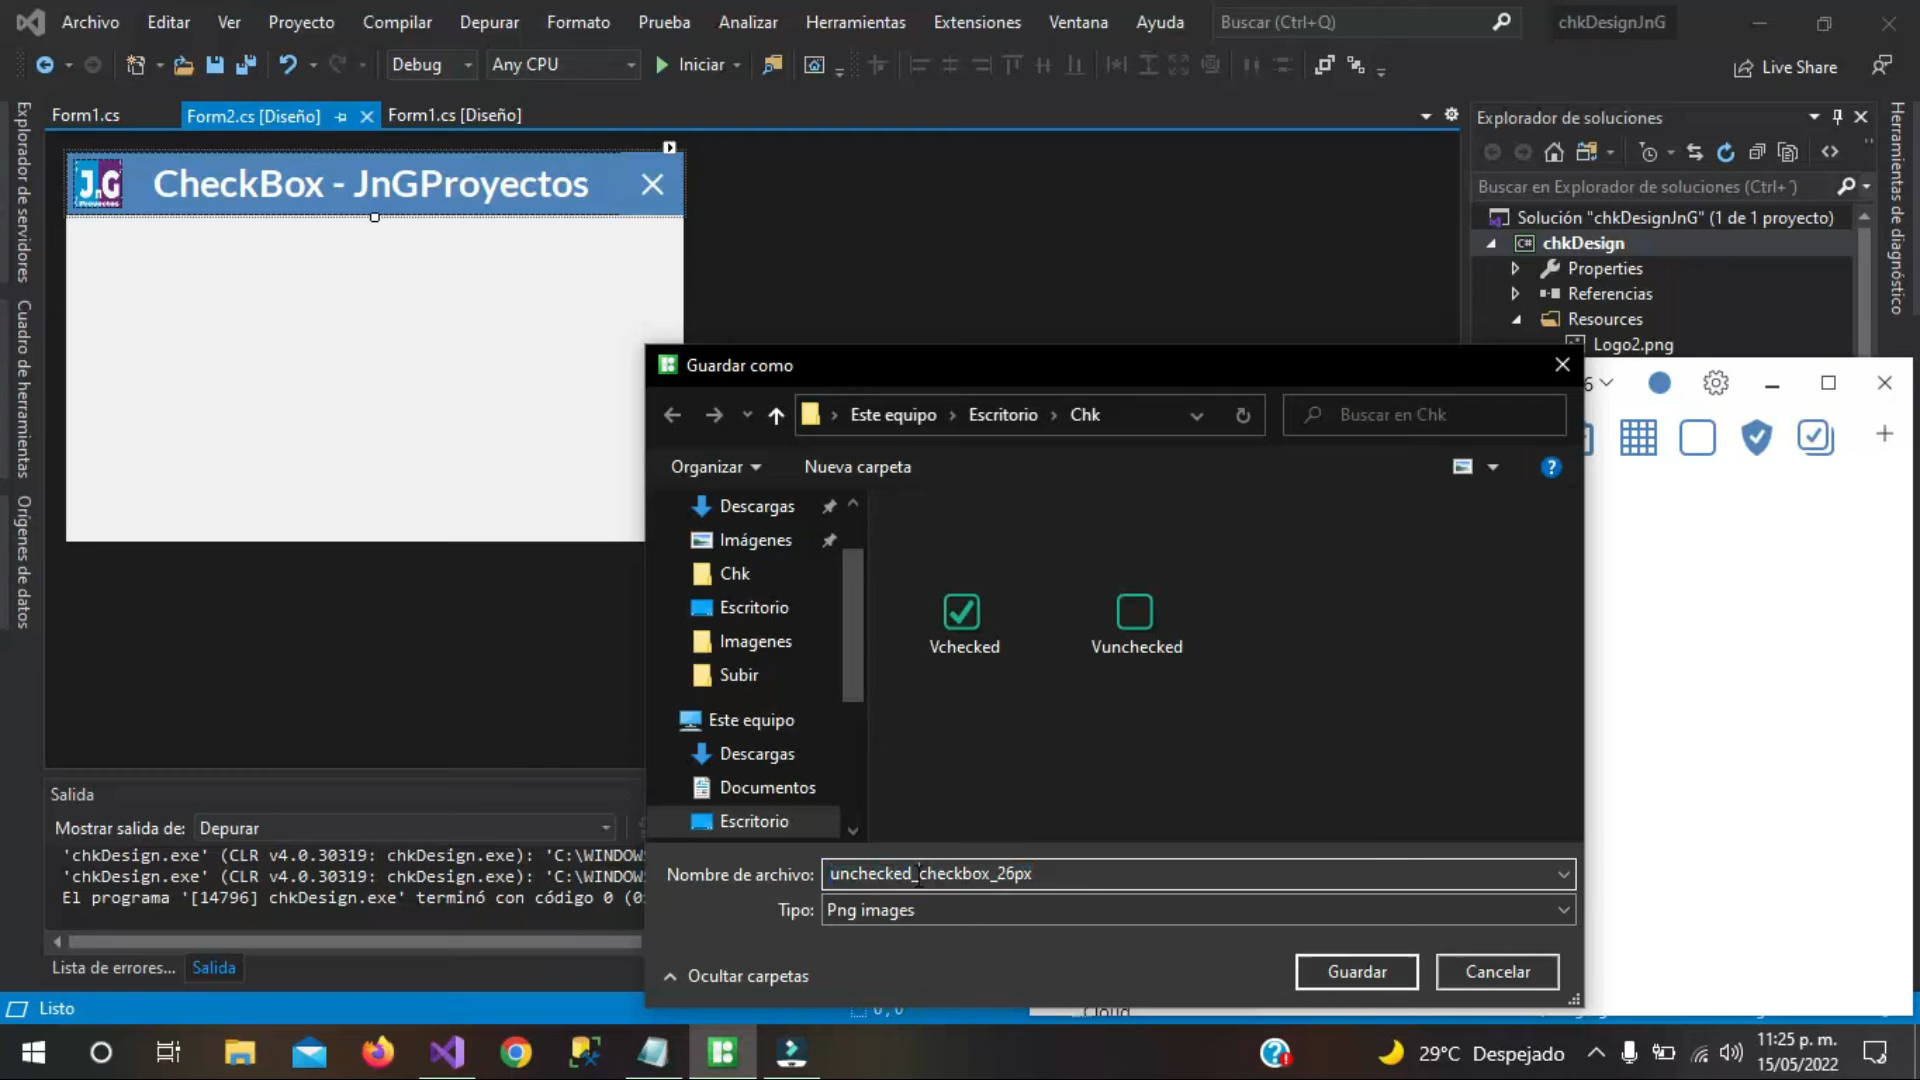 Archivo Editar Ver Proyecto Compilar Depurar Formato Prueba Analizar Herramientas Extensiones Ventana Ayuda Buscar (Ctrl+Q) chkDesignJnG
Debug Any CPU Iniciar Live Share
Form1.cs Form2.cs [Diseño] Form1.cs [Diseño]
Explorador de servidores
Cuadro de herramientas
Orígenes de datos
J.G
Proyectos
CheckBox - JnGProyectos
Explorador de soluciones
Buscar en Explorador de soluciones (Ctrl+´)
Solución "chkDesignJnG" (1 de 1 proyecto)
C# chkDesign
Properties
Referencias
Resources
Logo2.png
Herramientas de diagnóstico
Guardar como
Este equipo Escritorio Chk
Buscar en Chk
Organizar Nueva carpeta
Descargas
Imágenes
Chk
Escritorio
Imagenes
Subir
Este equipo
Descargas
Documentos
Escritorio
Vchecked Vunchecked
Nombre de archivo: unchecked_checkbox_26px
Tipo: Png images
Ocultar carpetas Guardar Cancelar
Salida
Mostrar salida de: Depurar
'chkDesign.exe' (CLR v4.0.30319: chkDesign.exe): 'C:\WINDOW
'chkDesign.exe' (CLR v4.0.30319: chkDesign.exe): 'C:\WINDOW
El programa '[14796] chkDesign.exe' terminó con código 0 (0
Lista de errores... Salida
Listo
0 , 0
Cloud
29°C Despejado
11:25 p. m.
15/05/2022